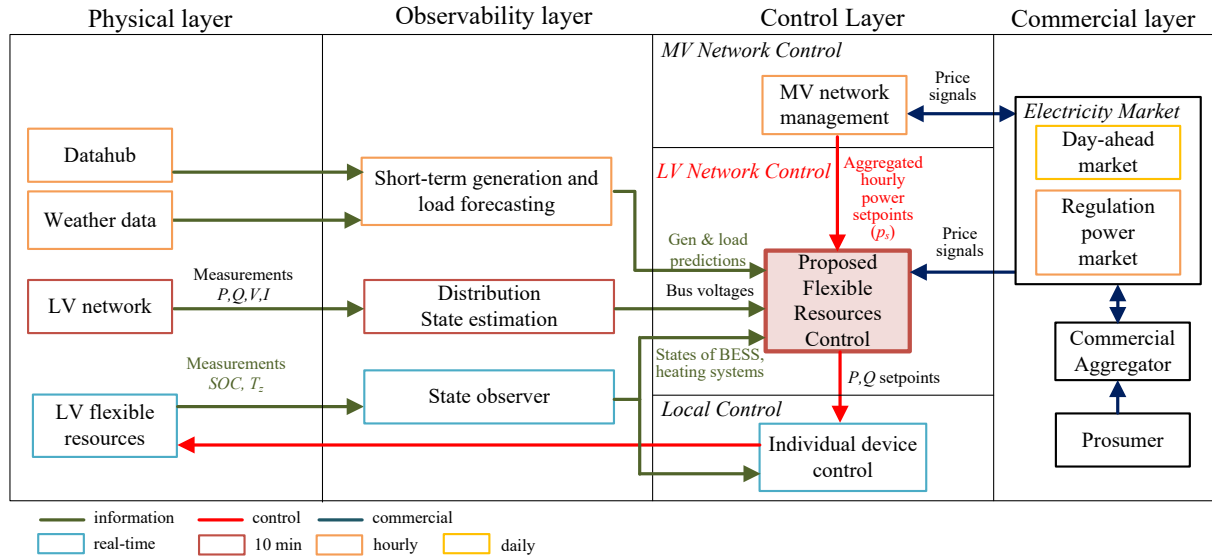 Physical layer
Observability layer
Control Layer
Commercial layer
MV Network Control
MV network
management
Price
signals
Electricity Market
Day-ahead
market
Regulation
power
market
Datahub
Weather data
Short-term generation and
load forecasting
LV Network Control
Aggregated
hourly
power
setpoints
(pₛ)
Gen & load
predictions
Price
signals
LV network
Measurements
P,Q,V,I
Distribution
State estimation
Bus voltages
Proposed
Flexible
Resources
Control
States of BESS,
heating systems
P,Q setpoints
Commercial
Aggregator
LV flexible
resources
Measurements
SOC, T_z
State observer
Local Control
Individual device
control
Prosumer
information
control
commercial
real-time
10 min
hourly
daily